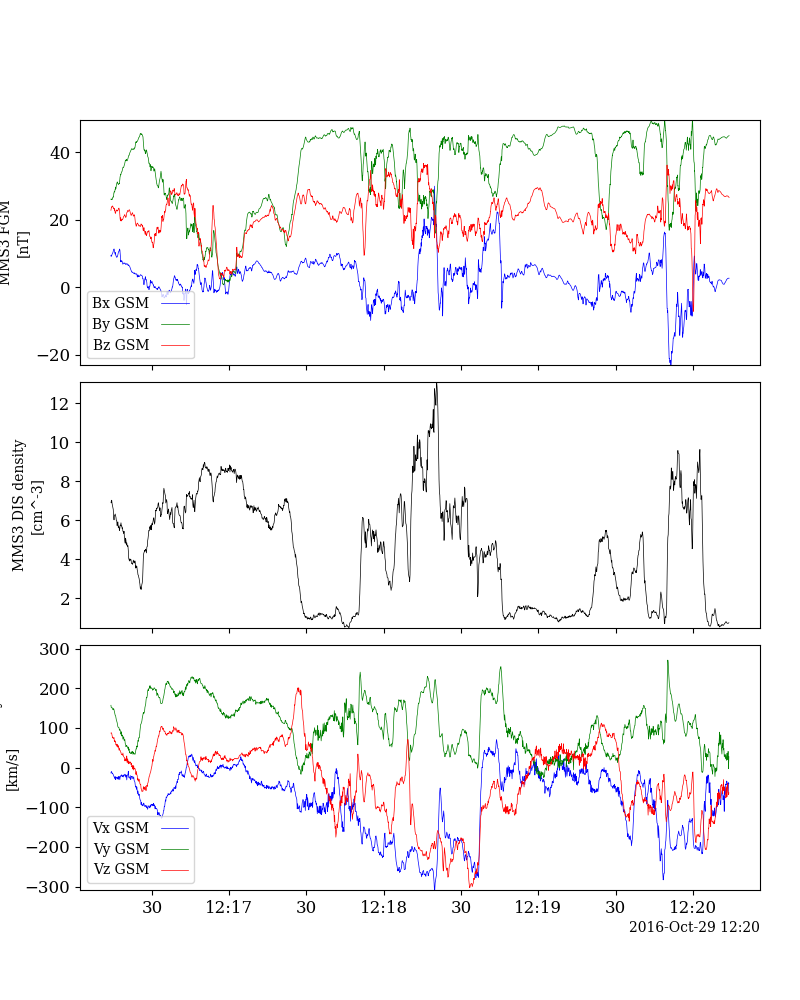 40
20
0
−20
MMS3 FGM
[nT]
Bx GSM
By GSM
Bz GSM
12
10
8
6
4
2
MMS3 DIS density
[cm^-3]
300
200
100
0
−100
−200
−300
[km/s]
Vx GSM
Vy GSM
Vz GSM
30 12:17 30 12:18 30 12:19 30 12:20
2016-Oct-29 12:20